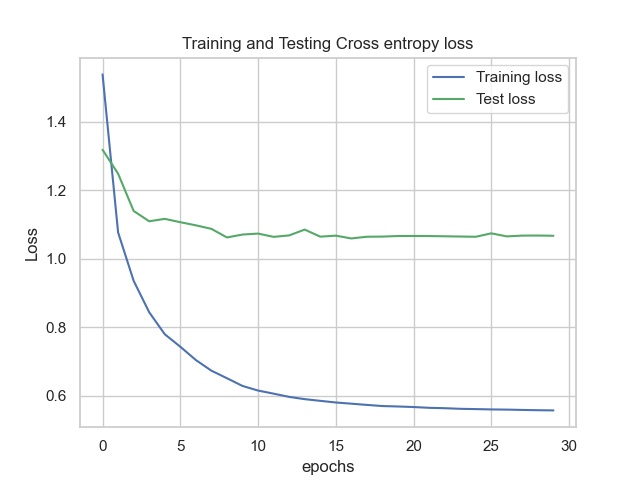 Training and Testing Cross entropy loss
Training loss
Test loss
Loss
1.4
1.2
1.0
0.8
0.6
0 5 10 15 20 25 30
epochs